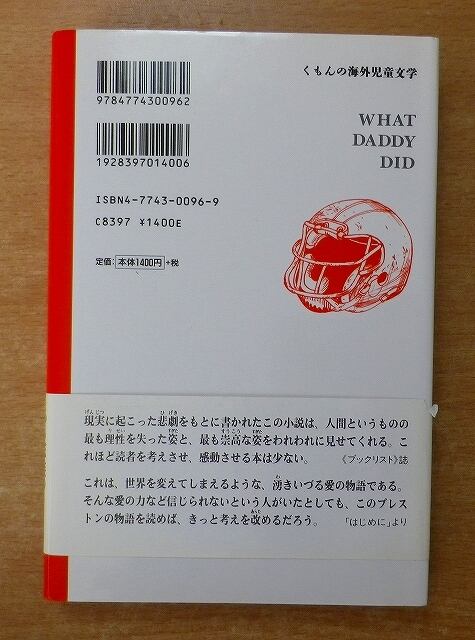 くもんの海外児童文学
WHAT
DADDY
DID
9784774300962
1928397014006
ISBN4-7743-0096-9
C8397 ¥1400E
定価：本体1400円+税
現実に起こった悲劇をもとに書かれたこの小説は、人間というものの
最も理性を失った姿と、最も崇高な姿をわれわれに見せてくれる。こ
れほど読者を考えさせ、感動させる本は少ない。 《ブックリスト》誌
これは、世界を変えてしまえるような、湧きいづる愛の物語である。
そんな愛の力など信じられないという人がいたとしても、このプレス
トンの物語を読めば、きっと考えを改めるだろう。 「はじめに」より